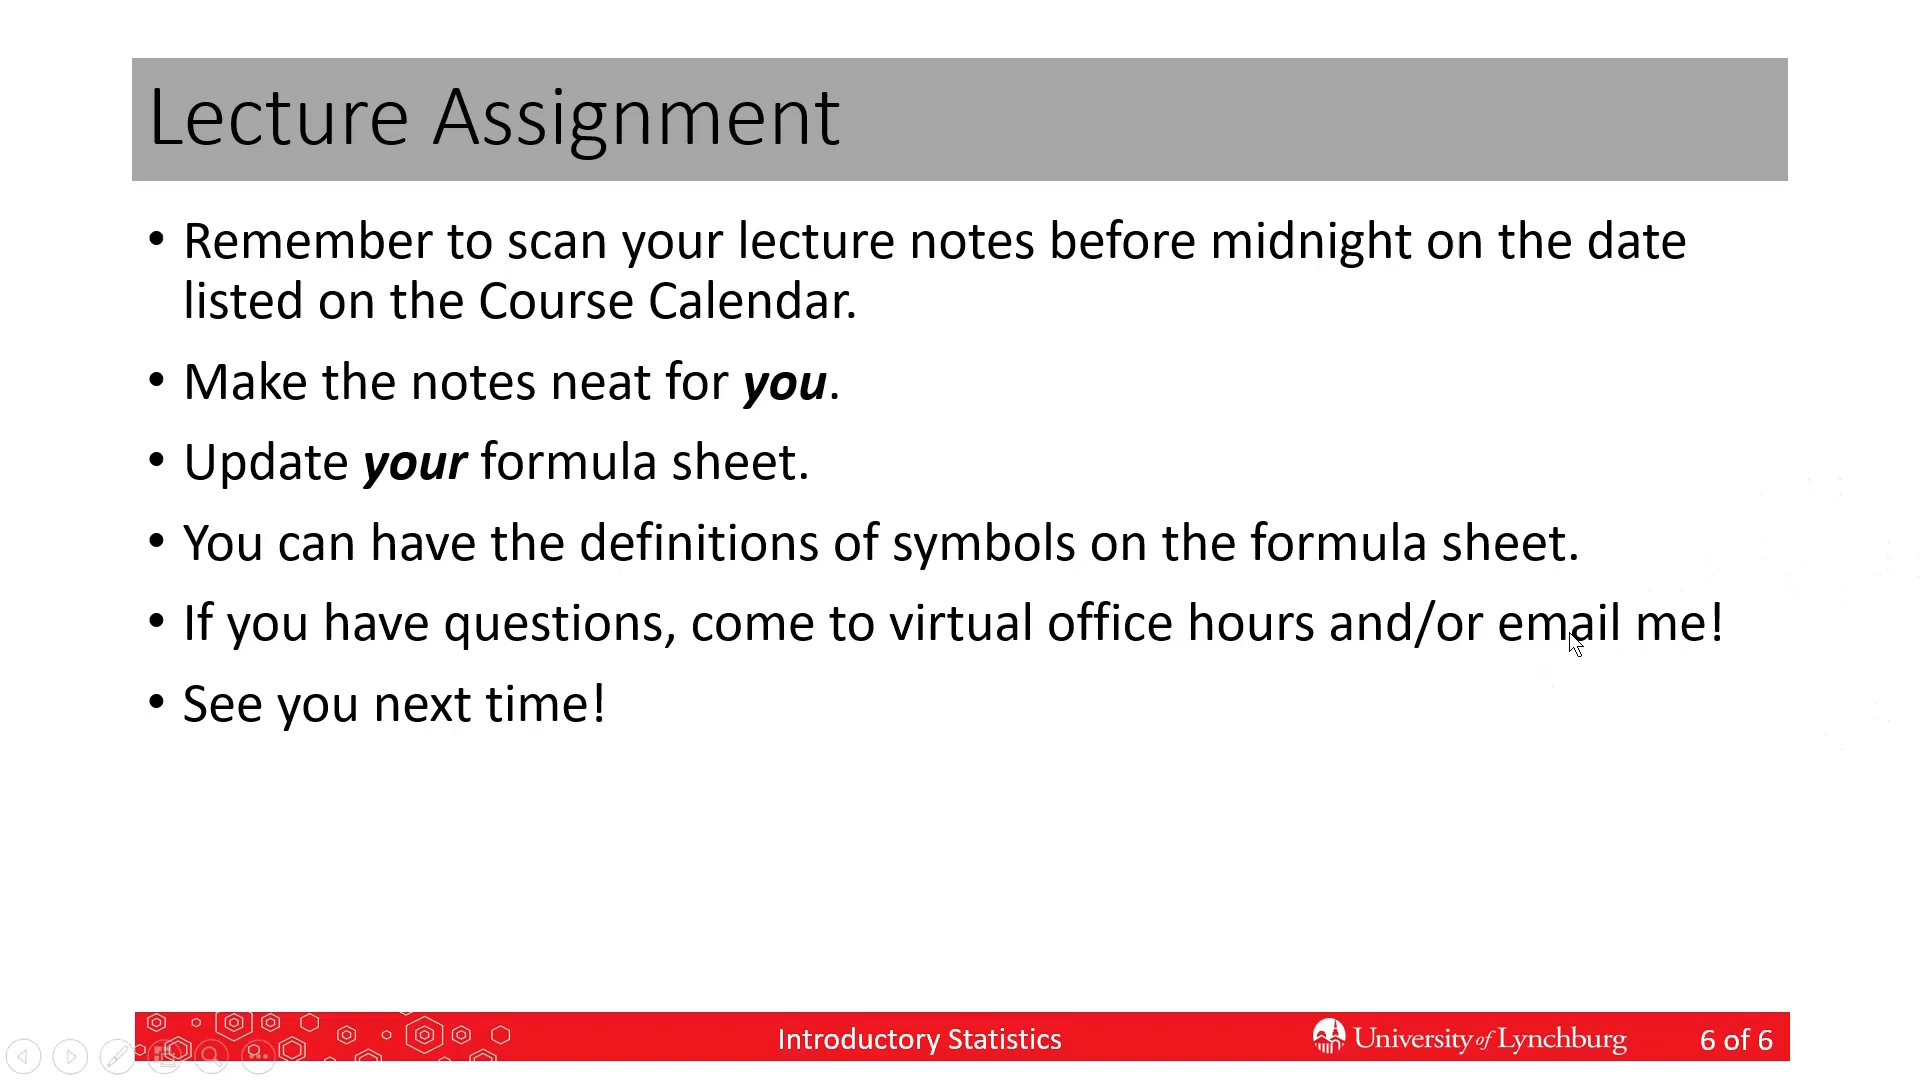 Lecture Assignment
• Remember to scan your lecture notes before midnight on the date
listed on the Course Calendar.
• Make the notes neat for you.
• Update your formula sheet.
• You can have the definitions of symbols on the formula sheet.
• If you have questions, come to virtual office hours and/or email me!
• See you next time!
Introductory Statistics
University of Lynchburg
6 of 6